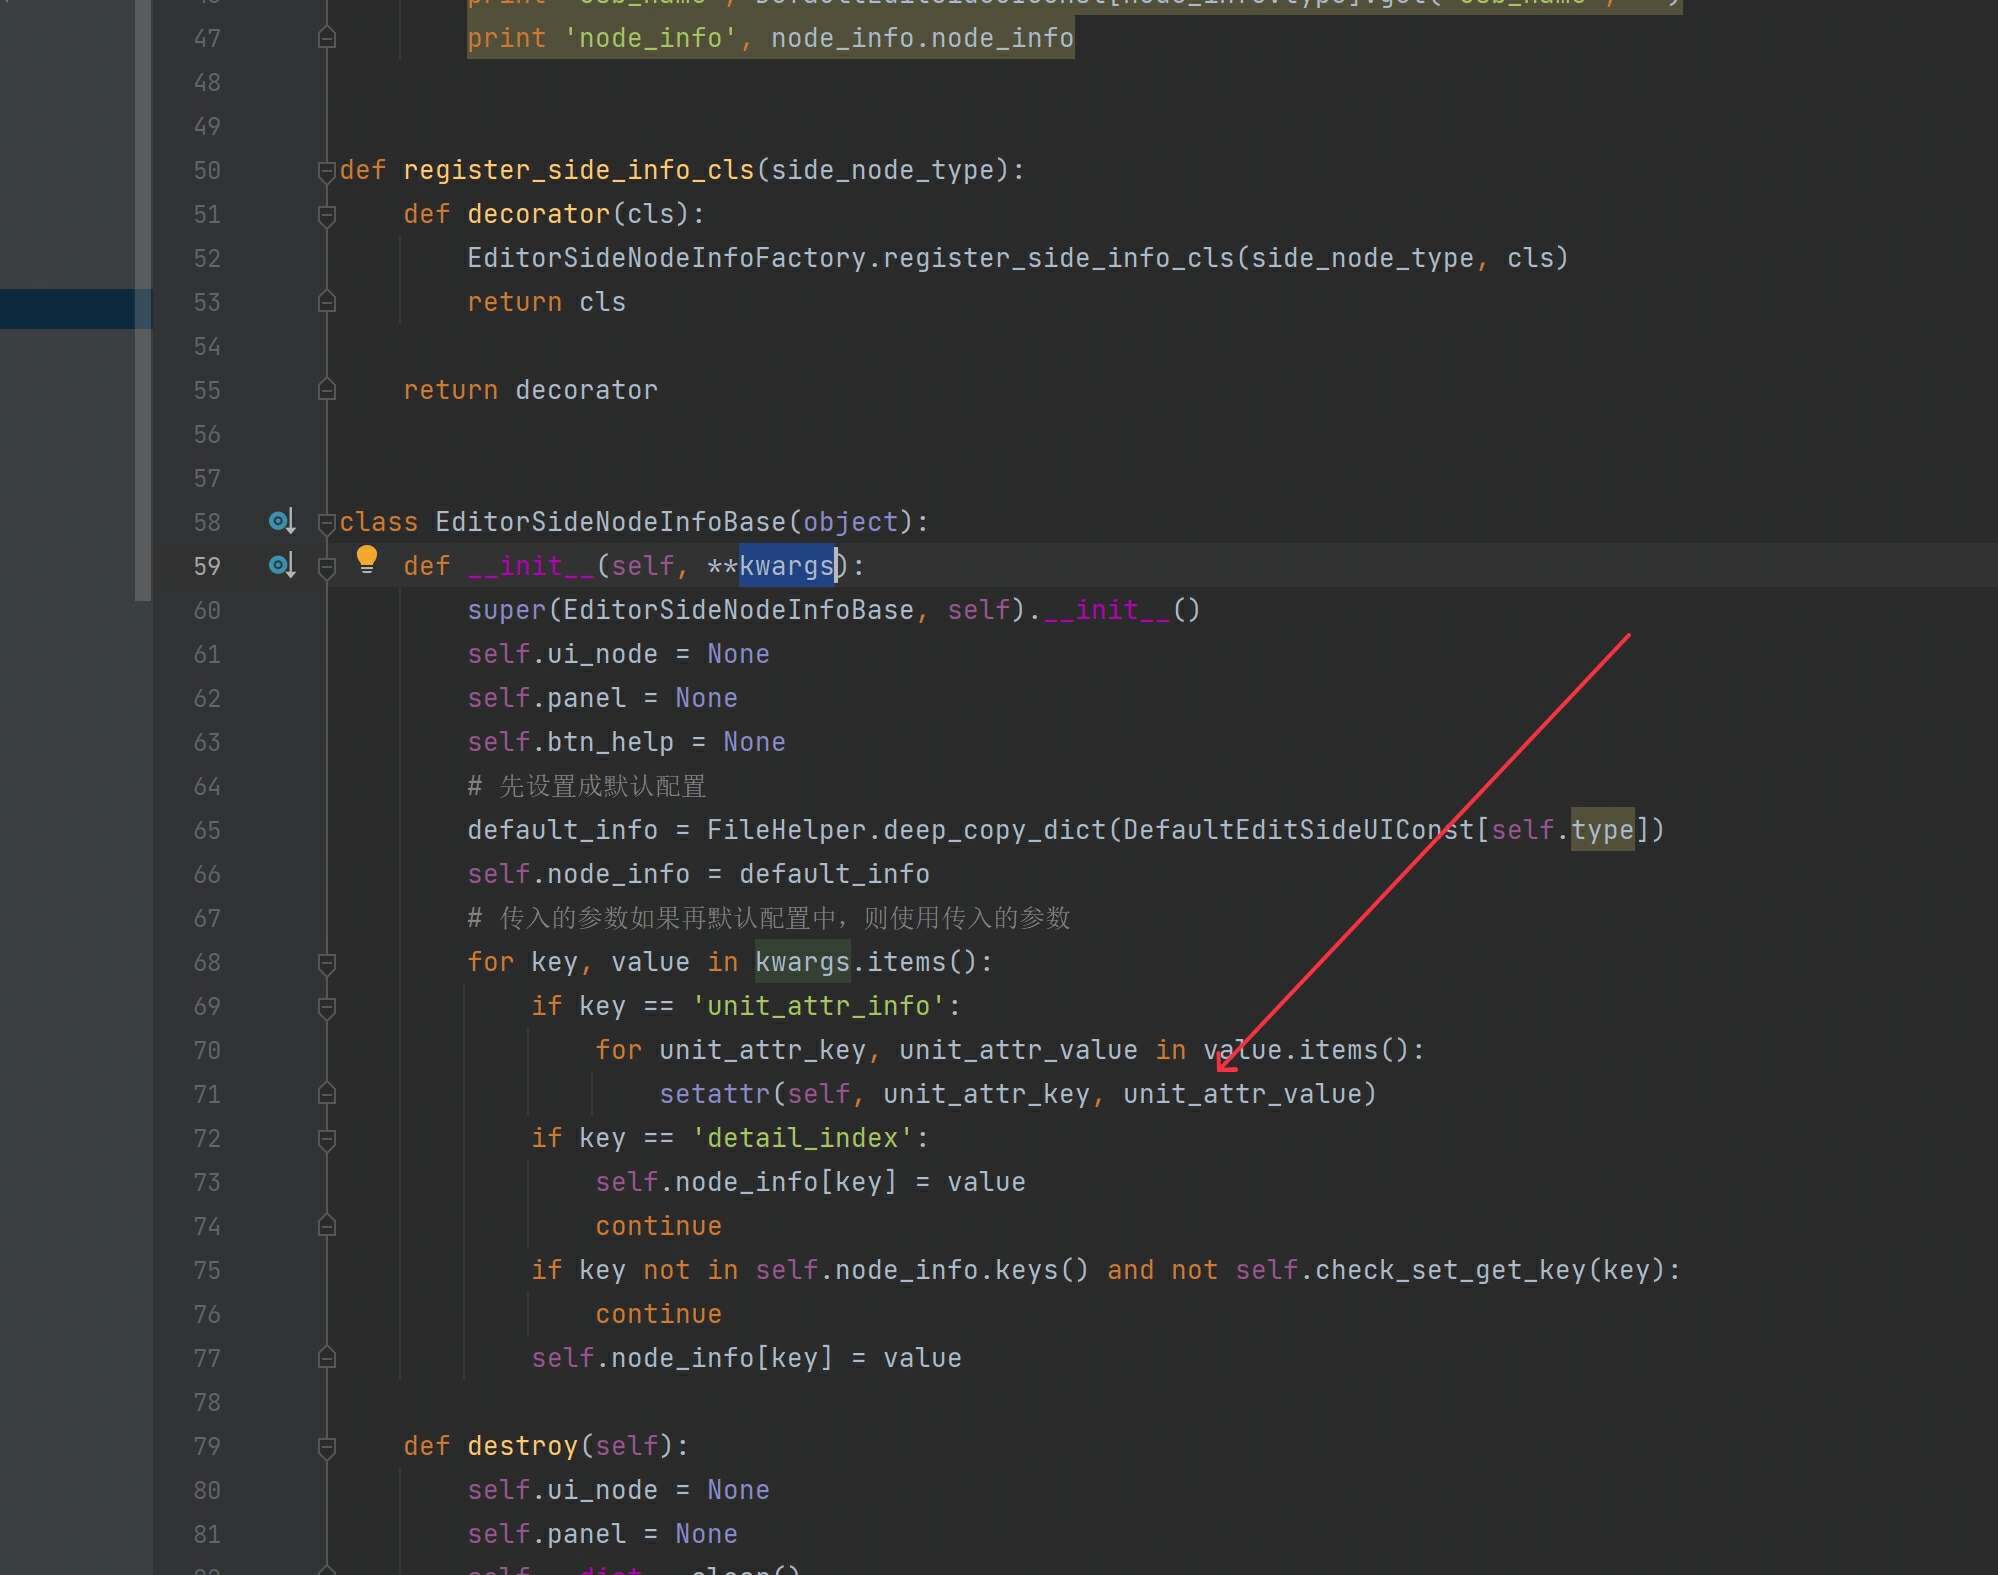 47 print 'node_info', node_info.node_info
48
49
50 def register_side_info_cls(side_node_type):
51 def decorator(cls):
52 EditorSideNodeInfoFactory.register_side_info_cls(side_node_type, cls)
53 return cls
54
55 return decorator
56
57
58 class EditorSideNodeInfoBase(object):
59 def __init__(self, **kwargs):
60 super(EditorSideNodeInfoBase, self).__init__()
61 self.ui_node = None
62 self.panel = None
63 self.btn_help = None
64 # 先设置成默认配置
65 default_info = FileHelper.deep_copy_dict(DefaultEditSideUIConst[self.type])
66 self.node_info = default_info
67 # 传入的参数如果再默认配置中，则使用传入的参数
68 for key, value in kwargs.items():
69 if key == 'unit_attr_info':
70 for unit_attr_key, unit_attr_value in value.items():
71 setattr(self, unit_attr_key, unit_attr_value)
72 if key == 'detail_index':
73 self.node_info[key] = value
74 continue
75 if key not in self.node_info.keys() and not self.check_set_get_key(key):
76 continue
77 self.node_info[key] = value
78
79 def destroy(self):
80 self.ui_node = None
81 self.panel = None